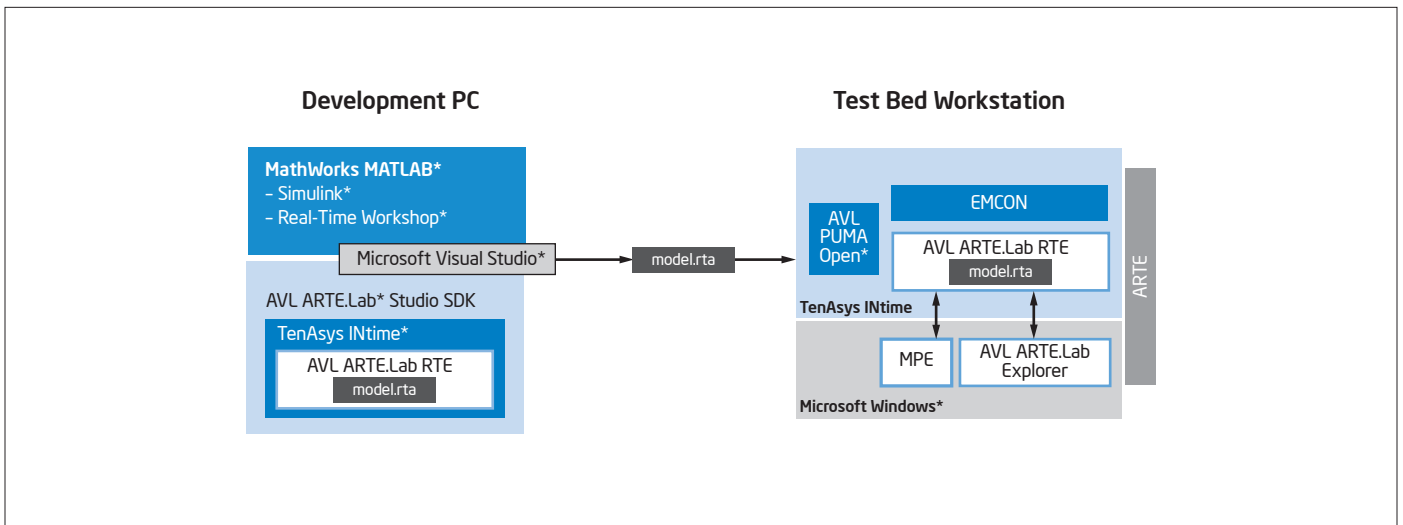 Development PC
MathWorks MATLAB*
– Simulink*
– Real-Time Workshop*
Microsoft Visual Studio*
AVL ARTE.Lab* Studio SDK
TenAsys INtime*
AVL ARTE.Lab RTE
model.rta
model.rta
Test Bed Workstation
AVL
PUMA
Open*
EMCON
AVL ARTE.Lab RTE
model.rta
TenAsys INtime
MPE
AVL ARTE.Lab
Explorer
Microsoft Windows*
ARTE